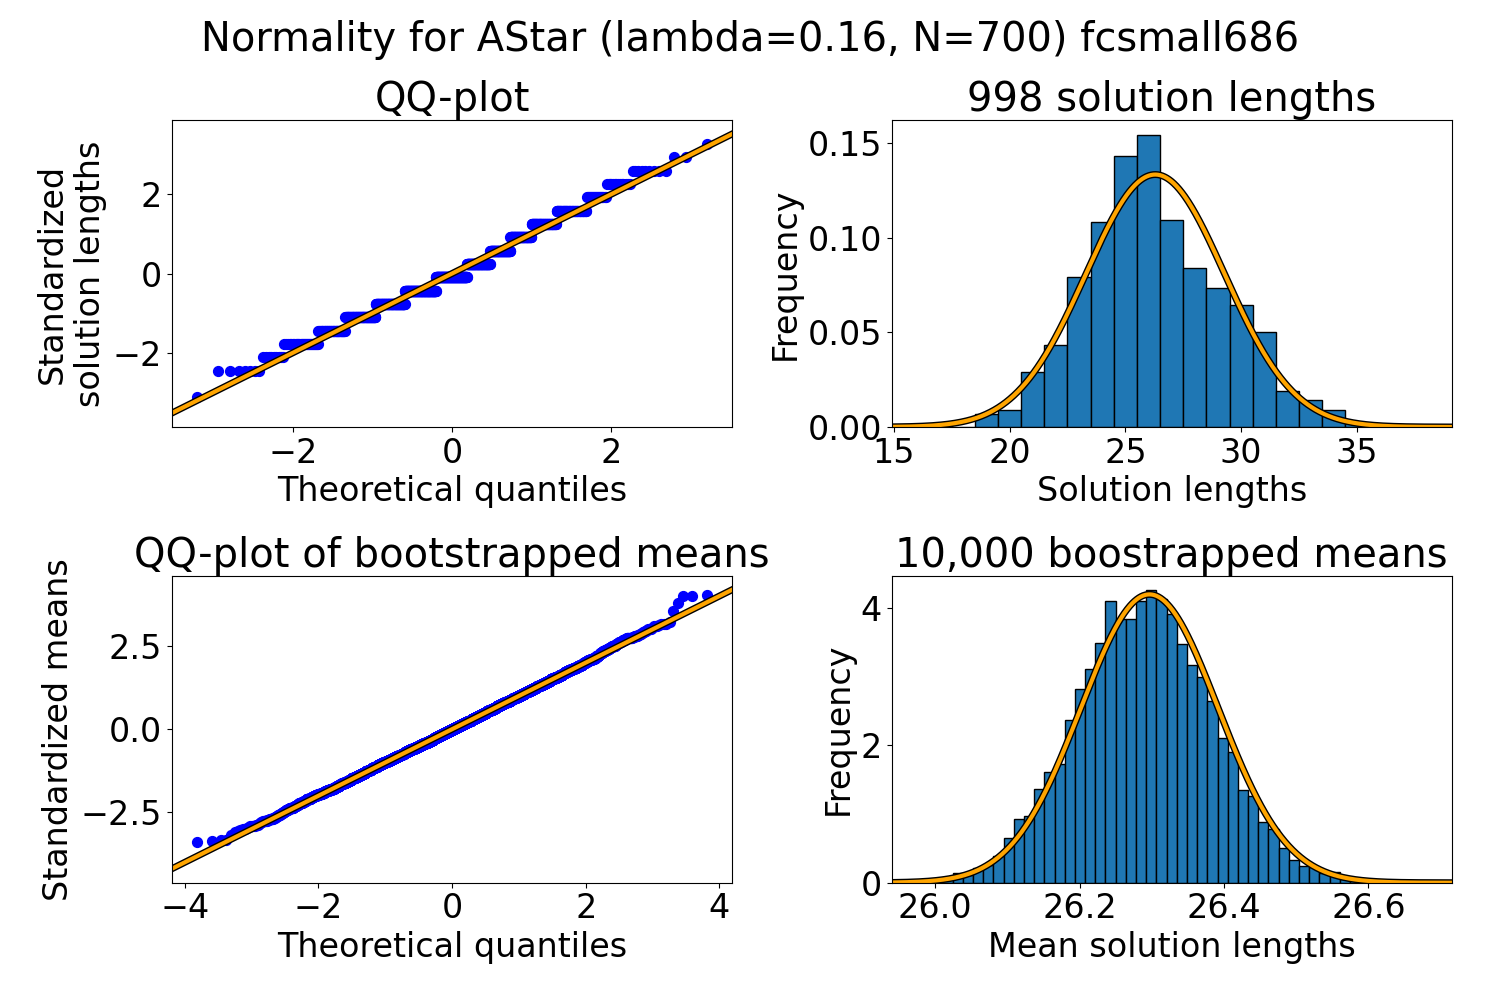 Normality for AStar (lambda=0.16, N=700) fcsmall686
QQ-plot
Standardized
solution lengths
2
0
−2
−2 0 2
Theoretical quantiles
998 solution lengths
Frequency
0.15
0.10
0.05
0.00
15 20 25 30 35
Solution lengths
QQ-plot of bootstrapped means
Standardized means
2.5
0.0
−2.5
−4 −2 0 2 4
Theoretical quantiles
10,000 boostrapped means
Frequency
4
2
0
26.0 26.2 26.4 26.6
Mean solution lengths